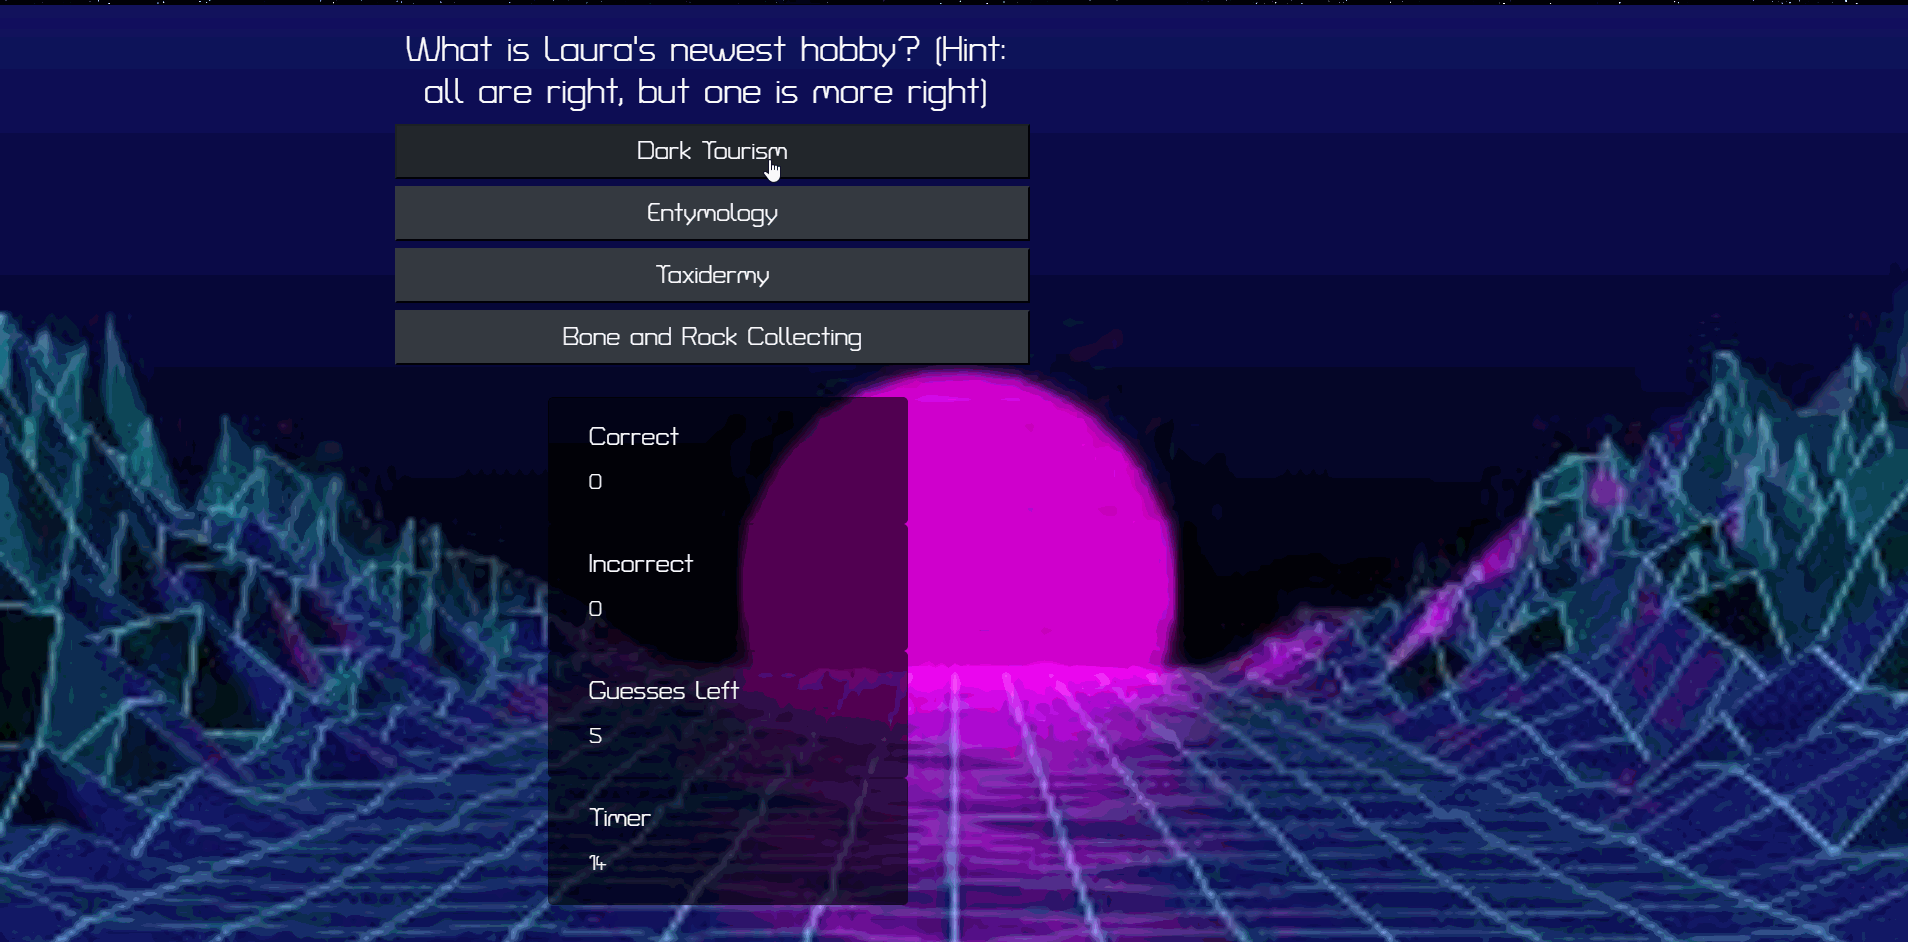 What is Laura's newest hobby? (Hint:
all are right, but one is more right)
Dark Tourism
Entymology
Taxidermy
Bone and Rock Collecting
Correct
0
Incorrect
0
Guesses Left
5
Timer
14